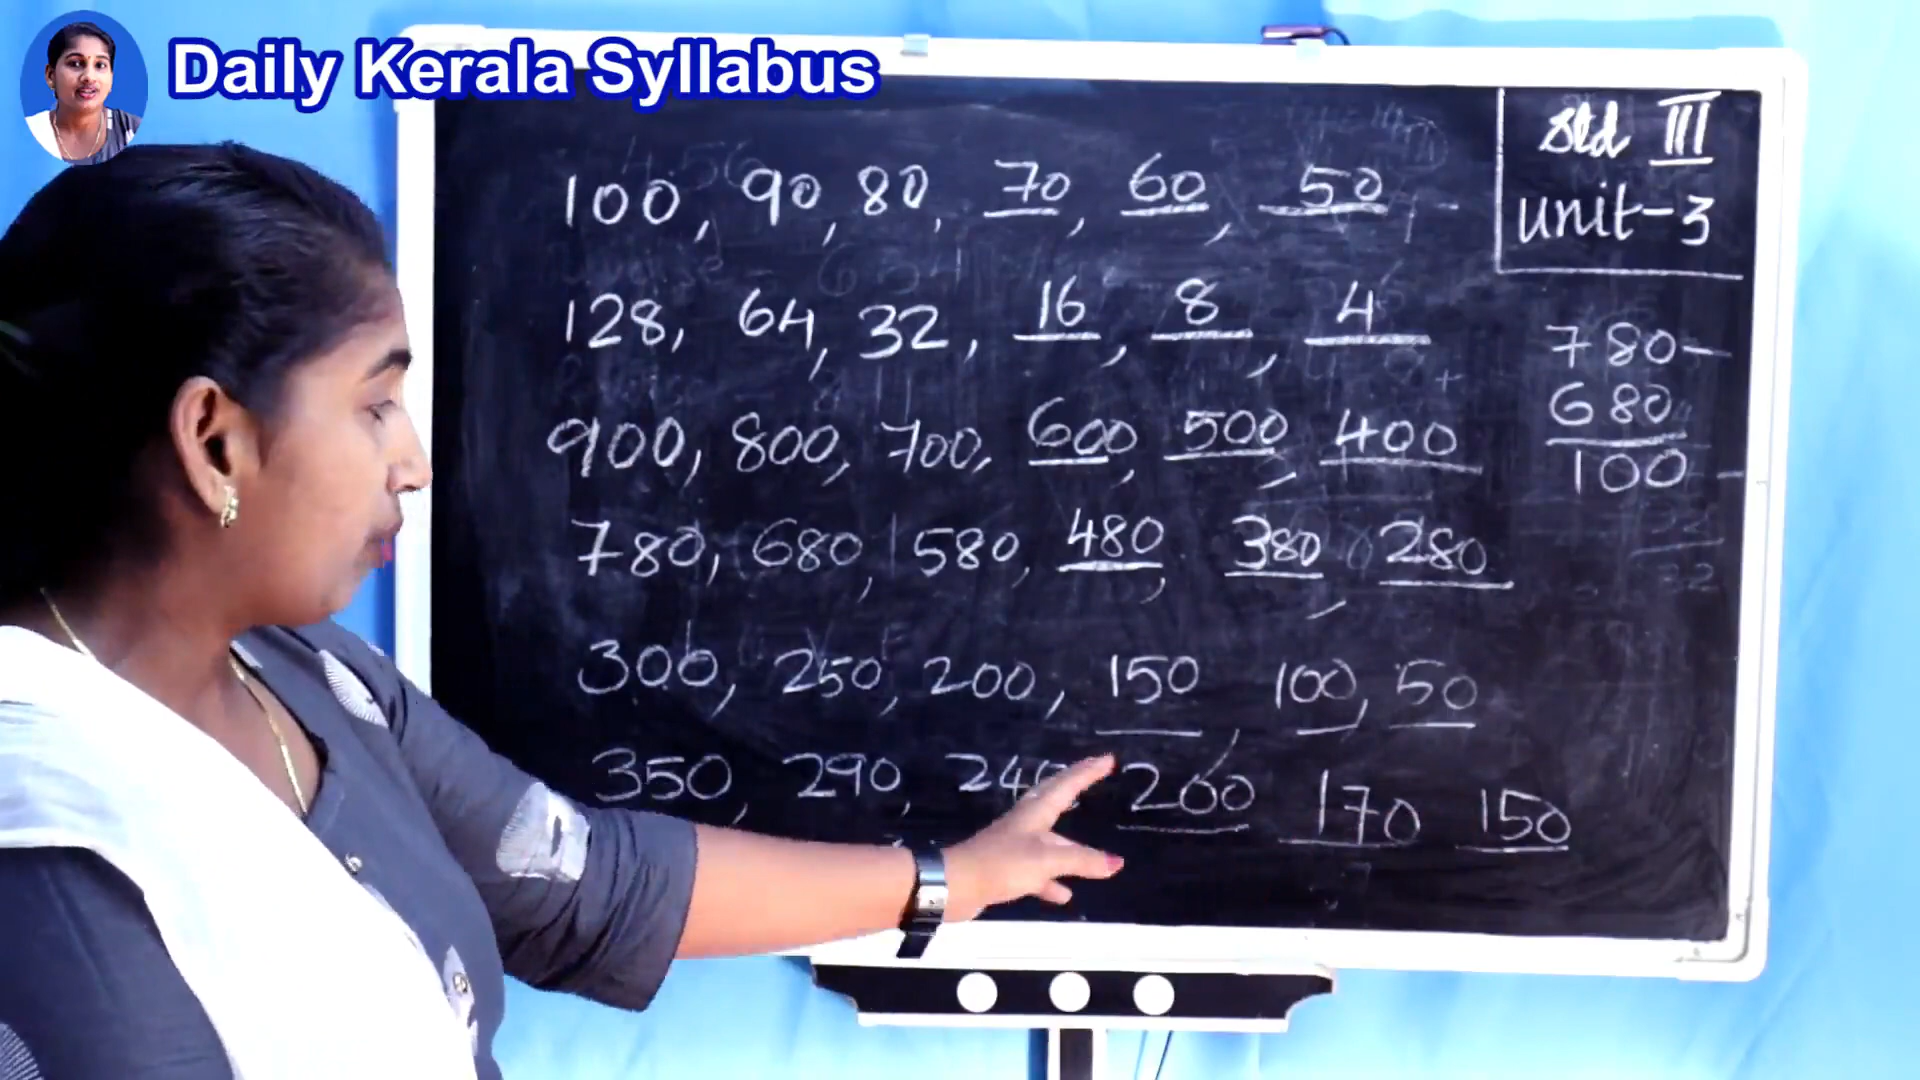 Daily Kerala Syllabus
Std III
unit-3
100, 90, 80, 70, 60, 50
128, 64, 32, 16, 8, 4
900, 800, 700, 600, 500, 400
780, 680, 580, 480, 380, 280
300, 250, 200, 150, 100, 50
350, 290, 240 200 170 150
780-
680
100